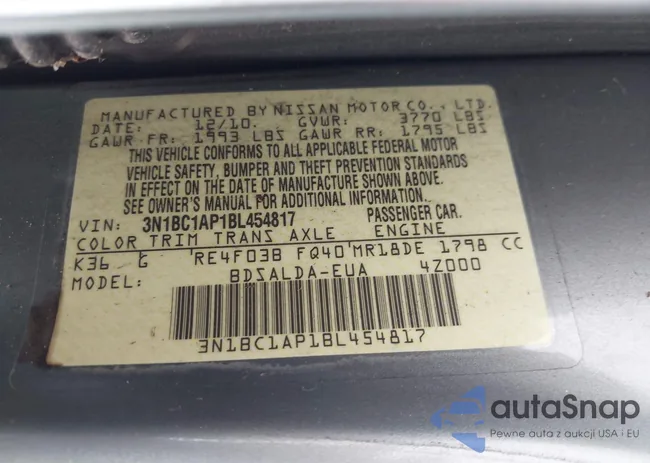 MANUFACTURED BY NISSAN MOTOR CO., LTD.
DATE: 12/10. GVWR: 3770 LBS
GAWR FR: 1993 LBS GAWR RR: 1795 LBS
THIS VEHICLE CONFORMS TO ALL APPLICABLE FEDERAL MOTOR
VEHICLE SAFETY, BUMPER AND THEFT PREVENTION STANDARDS
IN EFFECT ON THE DATE OF MANUFACTURE SHOWN ABOVE.
SEE OWNER'S MANUAL FOR ADDITIONAL INFORMATION.
VIN: 3N1BC1AP1BL454817 PASSENGER CAR.
COLOR TRIM TRANS AXLE ENGINE
K36 G RE4F03B FQ40 MR18DE 1798 CC
MODEL: BDSALDA-EUA 4Z000
3N1BC1AP1BL454817
autaSnap
Pewne auta z aukcji USA i EU